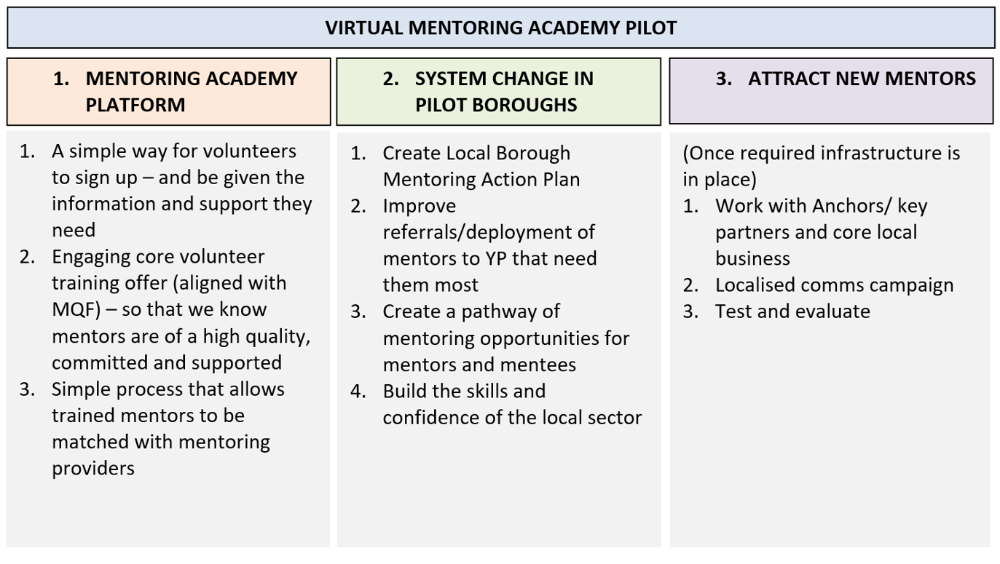 VIRTUAL MENTORING ACADEMY PILOT
1. MENTORING ACADEMY
PLATFORM
1. A simple way for volunteers
to sign up – and be given the
information and support they
need
2. Engaging core volunteer
training offer (aligned with
MQF) – so that we know
mentors are of a high quality,
committed and supported
3. Simple process that allows
trained mentors to be
matched with mentoring
providers
2. SYSTEM CHANGE IN
PILOT BOROUGHS
1. Create Local Borough
Mentoring Action Plan
2. Improve
referrals/deployment of
mentors to YP that need
them most
3. Create a pathway of
mentoring opportunities for
mentors and mentees
4. Build the skills and
confidence of the local sector
3. ATTRACT NEW MENTORS
(Once required infrastructure is
in place)
1. Work with Anchors/ key
partners and core local
business
2. Localised comms campaign
3. Test and evaluate